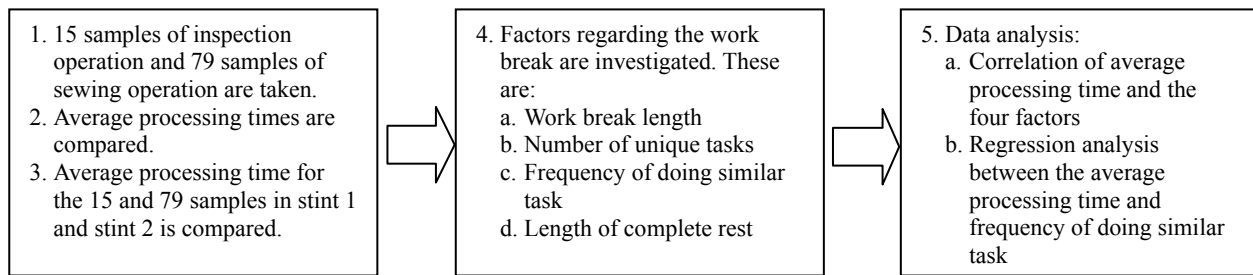 1. 15 samples of inspection
operation and 79 samples of
sewing operation are taken.
2. Average processing times are
compared.
3. Average processing time for
the 15 and 79 samples in stint 1
and stint 2 is compared.
4. Factors regarding the work
break are investigated. These
are:
a. Work break length
b. Number of unique tasks
c. Frequency of doing similar
task
d. Length of complete rest
5. Data analysis:
a. Correlation of average
processing time and the
four factors
b. Regression analysis
between the average
processing time and
frequency of doing similar
task